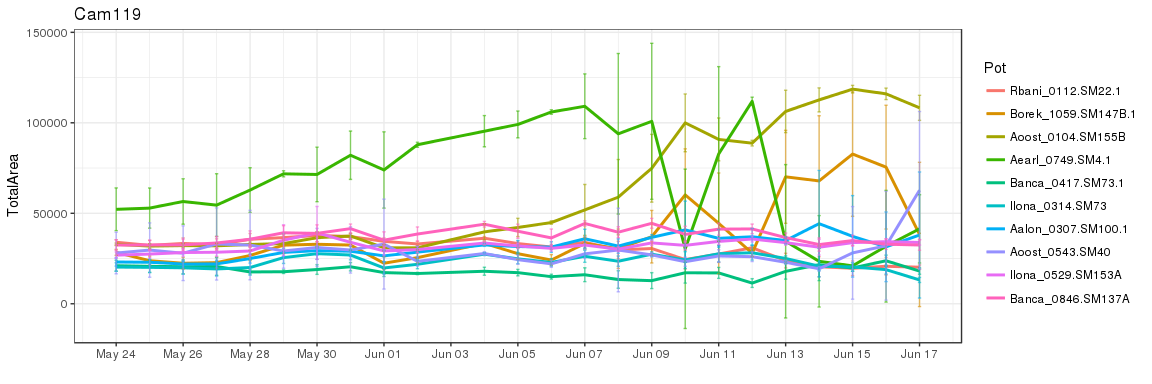 Cam119
TotalArea
150000
100000
50000
0
May 24
May 26
May 28
May 30
Jun 01
Jun 03
Jun 05
Jun 07
Jun 09
Jun 11
Jun 13
Jun 15
Jun 17
Pot
Rbani_0112.SM22.1
Borek_1059.SM147B.1
Aoost_0104.SM155B
Aearl_0749.SM4.1
Banca_0417.SM73.1
Ilona_0314.SM73
Aalon_0307.SM100.1
Aoost_0543.SM40
Ilona_0529.SM153A
Banca_0846.SM137A